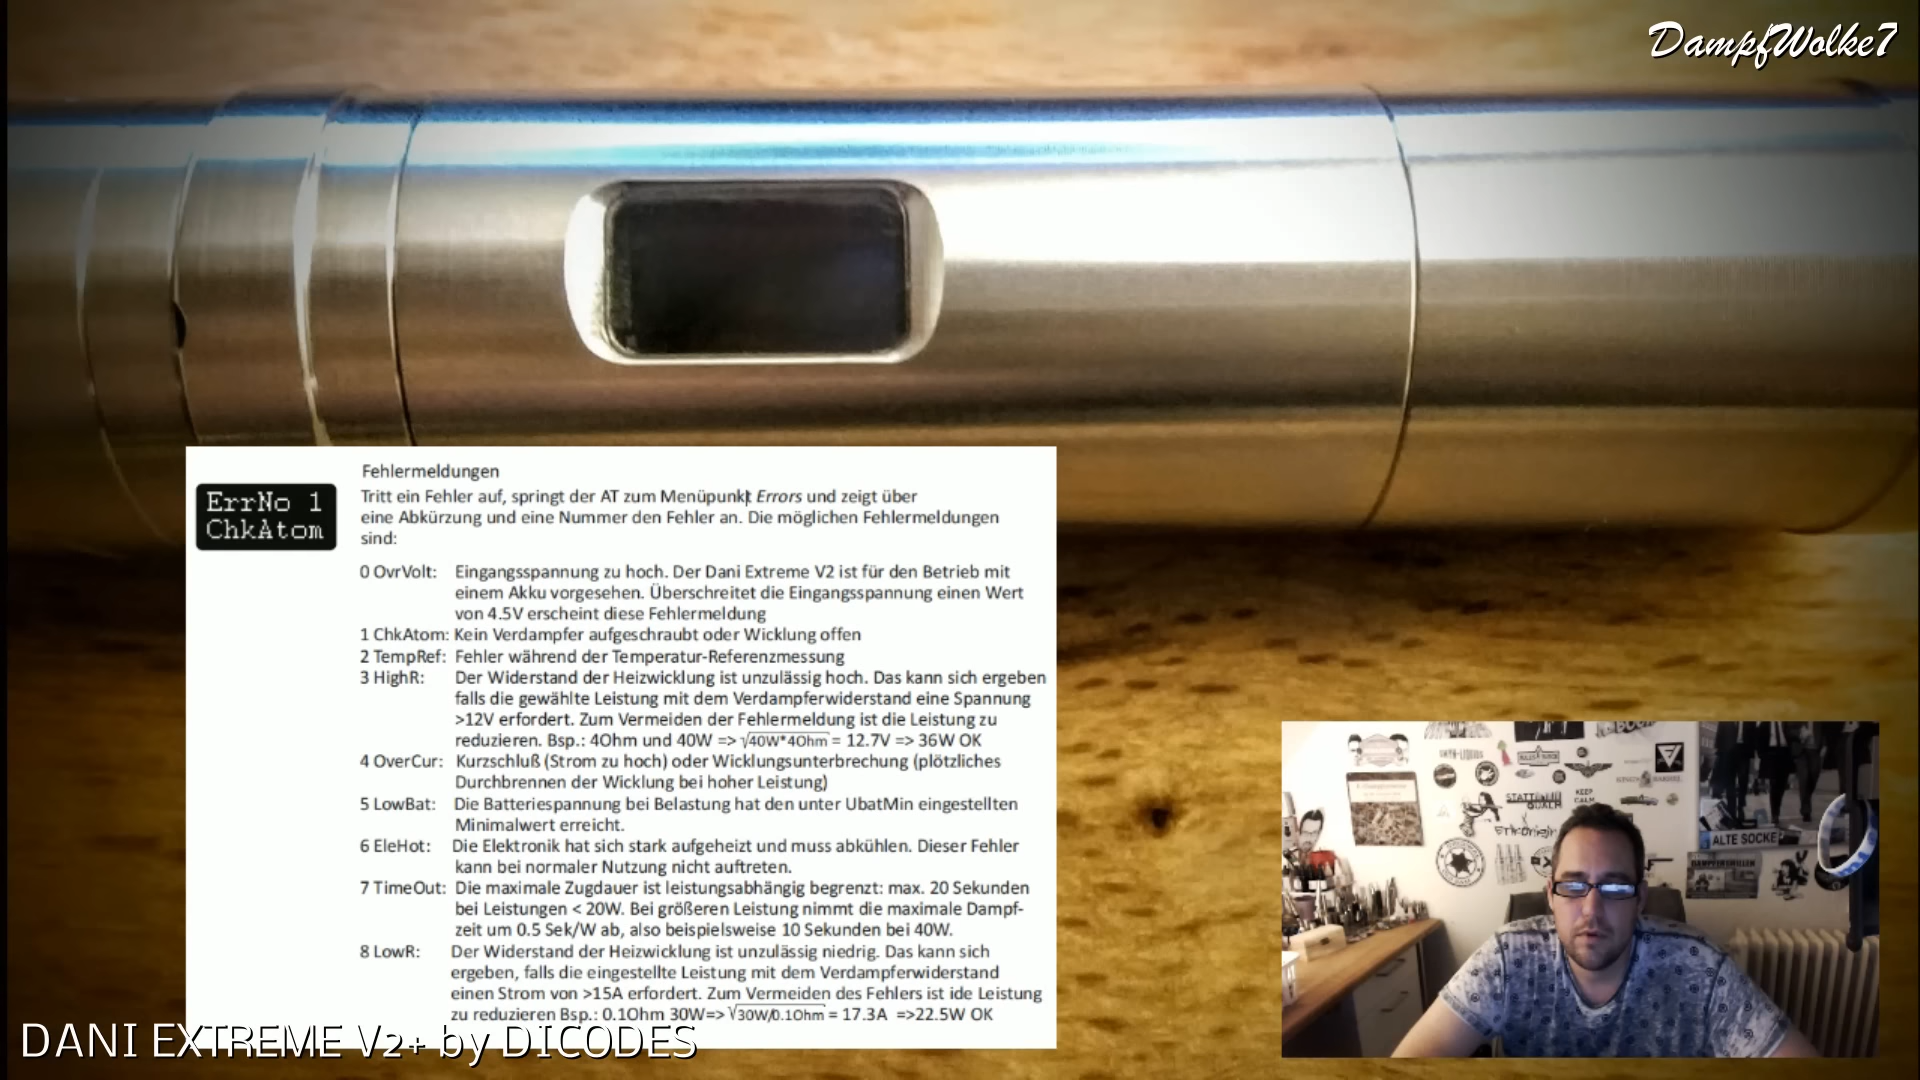 DampfWolke7
ErrNo 1
ChkAtom
Fehlermeldungen
Tritt ein Fehler auf, springt der AT zum Menüpunkt Errors und zeigt über
eine Abkürzung und eine Nummer den Fehler an. Die möglichen Fehlermeldungen
sind:
0 OvrVolt: Eingangsspannung zu hoch. Der Dani Extreme V2 ist für den Betrieb mit
einem Akku vorgesehen. Überschreitet die Eingangsspannung einen Wert
von 4.5V erscheint diese Fehlermeldung
1 ChkAtom: Kein Verdampfer aufgeschraubt oder Wicklung offen
2 TempRef: Fehler während der Temperatur-Referenzmessung
3 HighR: Der Widerstand der Heizwicklung ist unzulässig hoch. Das kann sich ergeben
falls die gewählte Leistung mit dem Verdampferwiderstand eine Spannung
>12V erfordert. Zum Vermeiden der Fehlermeldung ist die Leistung zu
reduzieren. Bsp.: 4Ohm und 40W => √40W*4Ohm = 12.7V => 36W OK
4 OverCur: Kurzschluß (Strom zu hoch) oder Wicklungsunterbrechung (plötzliches
Durchbrennen der Wicklung bei hoher Leistung)
5 LowBat: Die Batteriespannung bei Belastung hat den unter UbatMin eingestellten
Minimalwert erreicht.
6 EleHot: Die Elektronik hat sich stark aufgeheizt und muss abkühlen. Dieser Fehler
kann bei normaler Nutzung nicht auftreten.
7 TimeOut: Die maximale Zugdauer ist leistungsabhängig begrenzt: max. 20 Sekunden
bei Leistungen < 20W. Bei größeren Leistung nimmt die maximale Dampf-
zeit um 0.5 Sek/W ab, also beispielsweise 10 Sekunden bei 40W.
8 LowR: Der Widerstand der Heizwicklung ist unzulässig niedrig. Das kann sich
ergeben, falls die eingestellte Leistung mit dem Verdampferwiderstand
einen Strom von >15A erfordert. Zum Vermeiden des Fehlers ist ide Leistung
zu reduzieren Bsp.: 0.1Ohm 30W=> √30W/0.1Ohm = 17.3A =>22.5W OK
DANI EXTREME V2+ by DICODES
STATTQUALM
KEEP
CALM
ALTE SOCKE